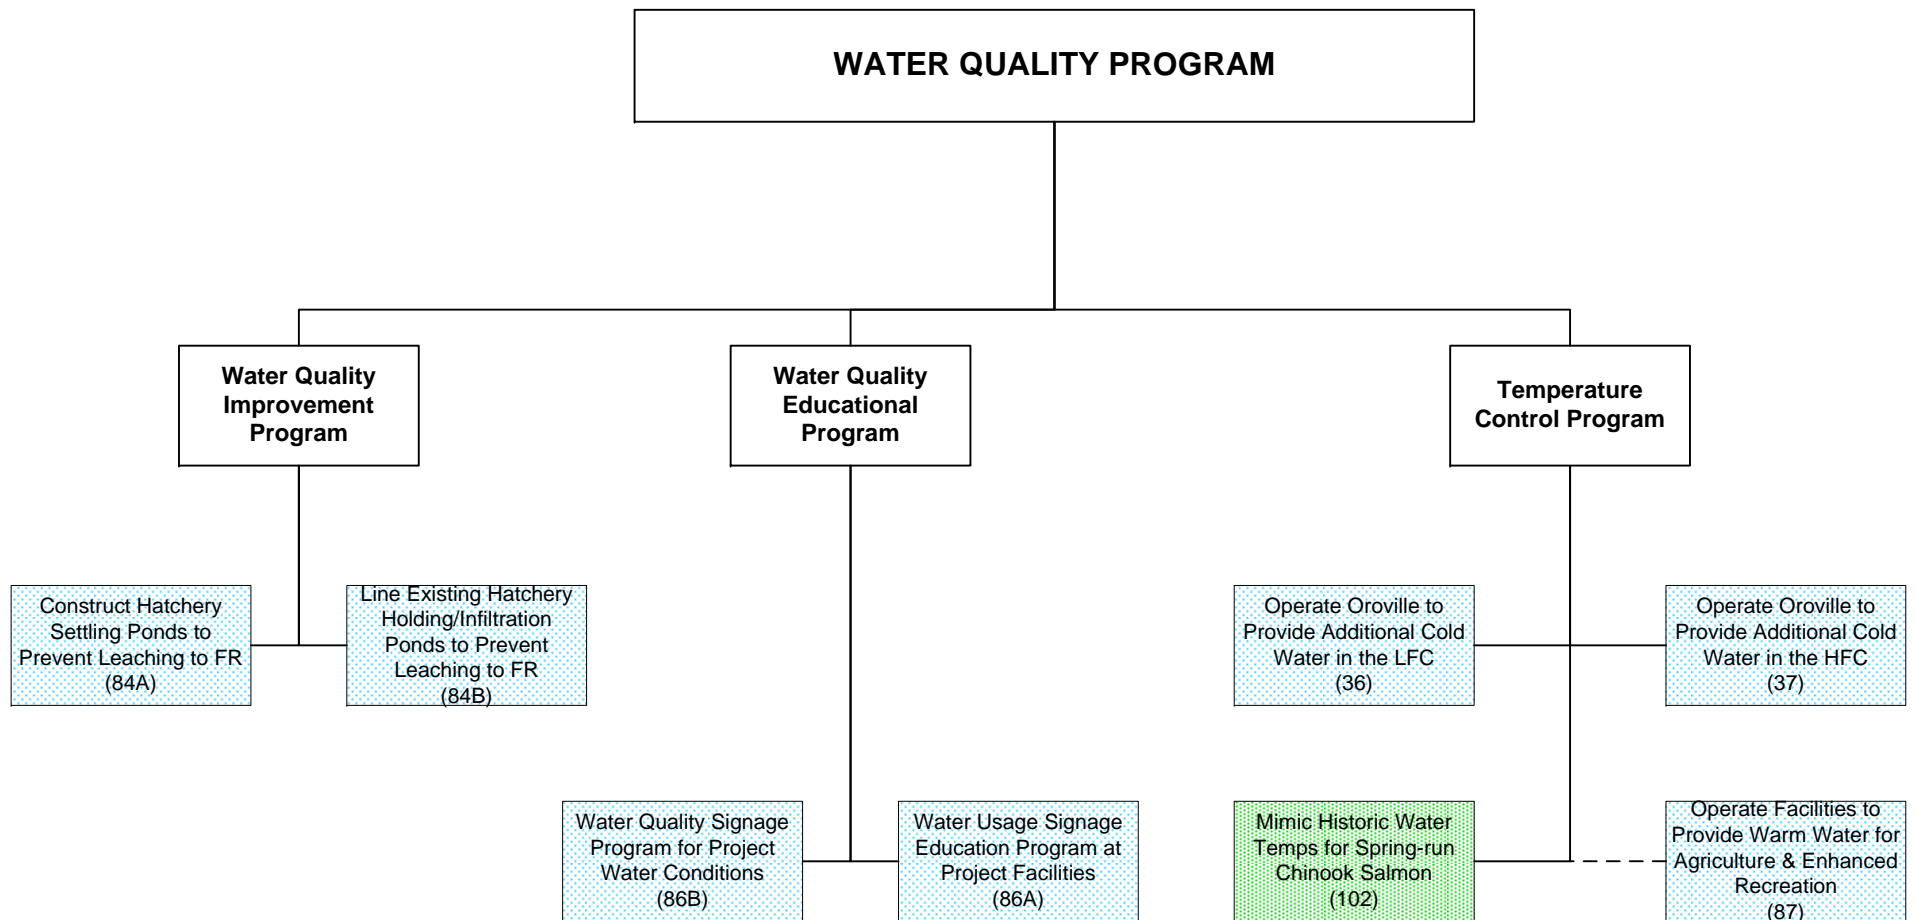 WATER QUALITY PROGRAM
Water Quality
Improvement
Program
Water Quality
Educational
Program
Temperature
Control Program
Construct Hatchery
Settling Ponds to
Prevent Leaching to FR
(84A)
Line Existing Hatchery
Holding/Infiltration
Ponds to Prevent
Leaching to FR
(84B)
Operate Oroville to
Provide Additional Cold
Water in the LFC
(36)
Operate Oroville to
Provide Additional Cold
Water in the HFC
(37)
Water Quality Signage
Program for Project
Water Conditions
(86B)
Water Usage Signage
Education Program at
Project Facilities
(86A)
Mimic Historic Water
Temps for Spring-run
Chinook Salmon
(102)
Operate Facilities to
Provide Warm Water for
Agriculture & Enhanced
Recreation
(87)